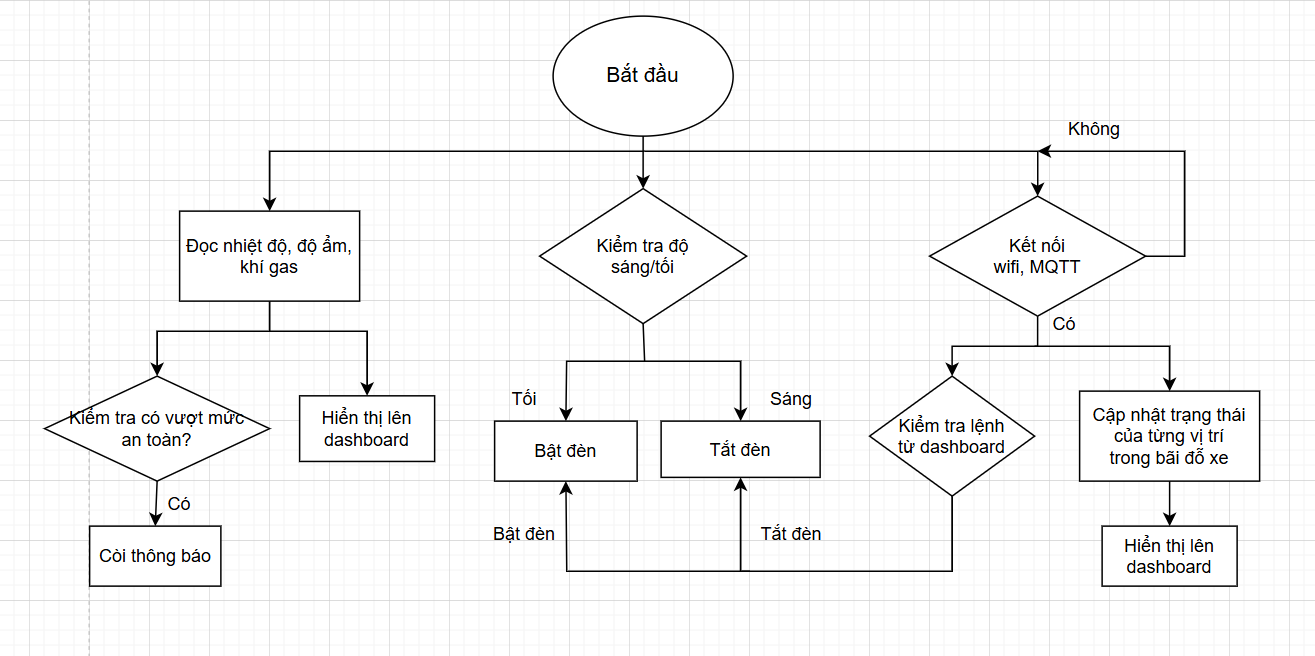 Bắt đầu
Không
Đọc nhiệt độ, độ ẩm,
khí gas
Kiểm tra độ
sáng/tối
Kết nối
wifi, MQTT
Có
Kiểm tra có vượt mức
an toàn?
Hiển thị lên
dashboard
Tối
Sáng
Bật đèn
Tắt đèn
Kiểm tra lệnh
từ dashboard
Cập nhật trạng thái
của từng vị trí
trong bãi đỗ xe
Có
Còi thông báo
Bật đèn
Tắt đèn
Hiển thị lên
dashboard